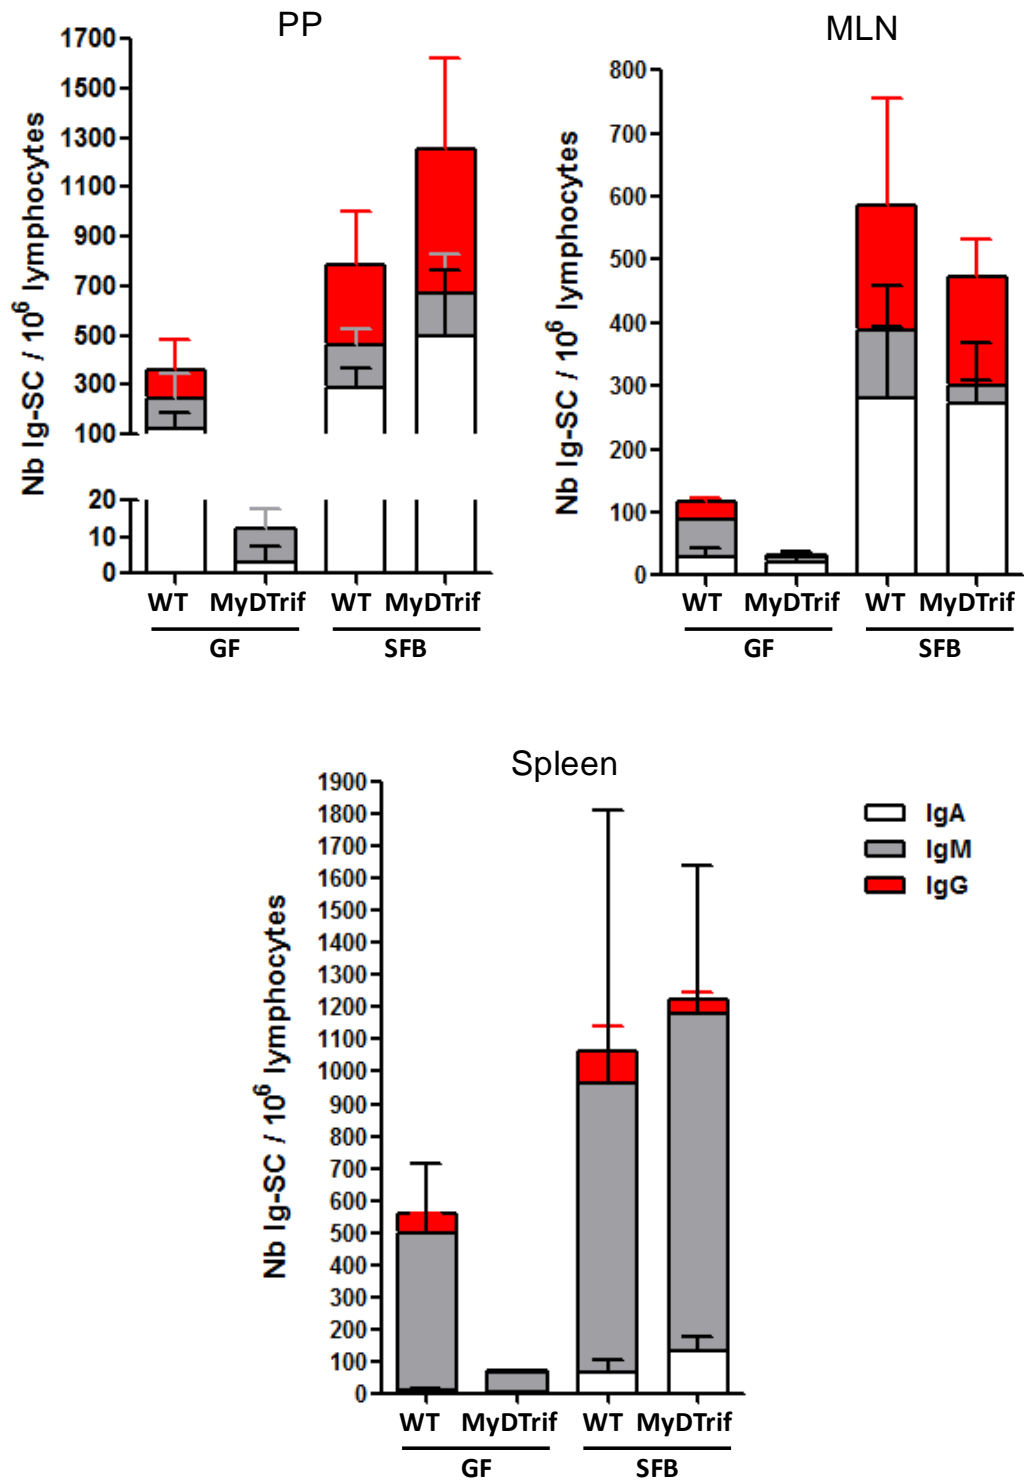 PP
Nb Ig-SC / 10⁶ lymphocytes
1700
1500
1300
1100
900
700
500
300
100
20
10
0
WT MyDTrif WT MyDTrif
GF SFB
MLN
Nb Ig-SC / 10⁶ lymphocytes
800
700
600
500
400
300
200
100
0
WT MyDTrif WT MyDTrif
GF SFB
Spleen
Nb Ig-SC / 10⁶ lymphocytes
1900
1800
1700
1600
1500
1400
1300
1200
1100
1000
900
800
700
600
500
400
300
200
100
0
WT MyDTrif WT MyDTrif
GF SFB
IgA
IgM
IgG